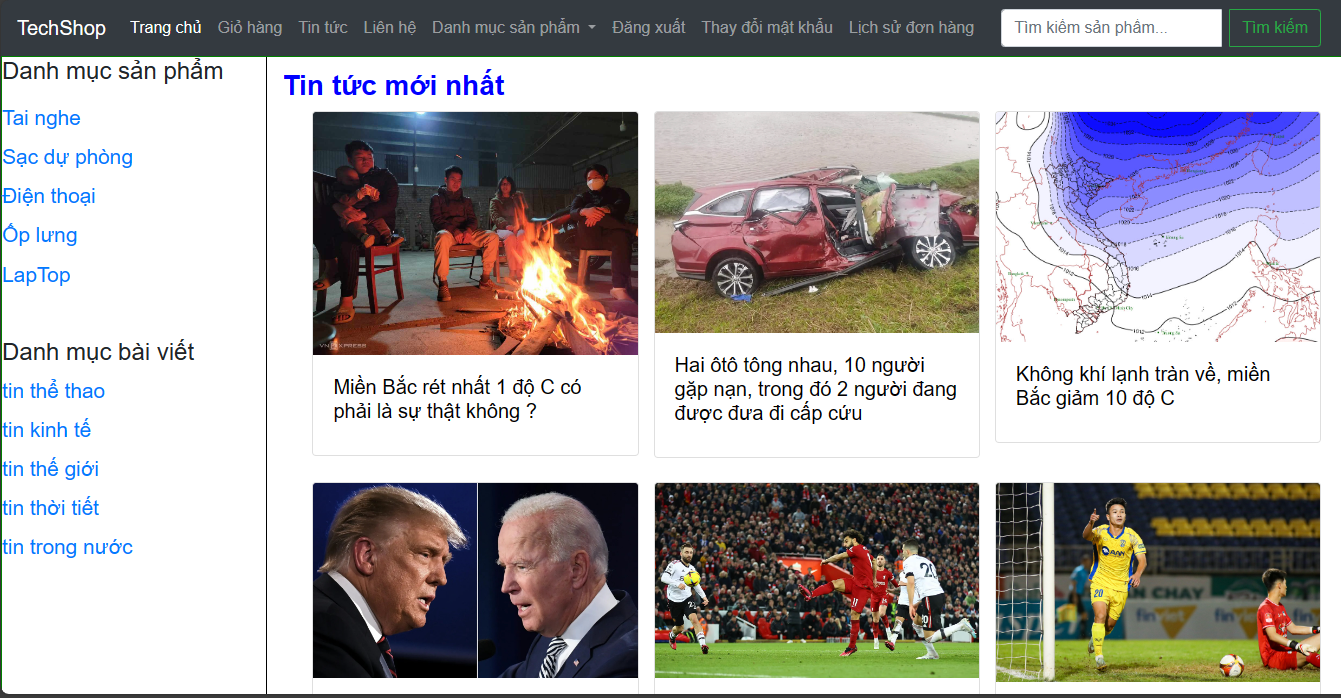 TechShop Trang chủ Giỏ hàng Tin tức Liên hệ Danh mục sản phẩm Đăng xuất Thay đổi mật khẩu Lịch sử đơn hàng Tìm kiếm sản phẩm... Tìm kiếm
Danh mục sản phẩm
Tai nghe
Sạc dự phòng
Điện thoại
Ốp lưng
LapTop
Danh mục bài viết
tin thể thao
tin kinh tế
tin thế giới
tin thời tiết
tin trong nước
Tin tức mới nhất
VNEXPRESS
Miền Bắc rét nhất 1 độ C có
phải là sự thật không ?
Hai ôtô tông nhau, 10 người
gặp nạn, trong đó 2 người đang
được đưa đi cấp cứu
Không khí lạnh tràn về, miền
Bắc giảm 10 độ C
11
20
20